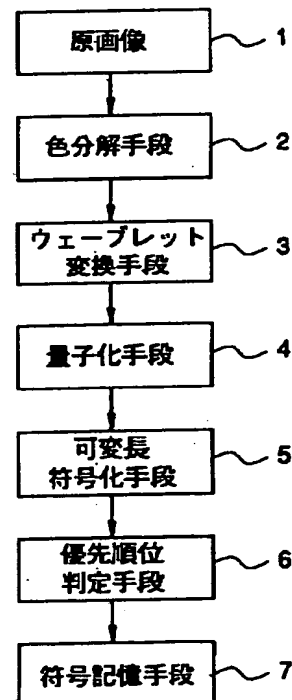 原画像
1
色分解手段
2
ウェーブレット
変換手段
3
量子化手段
4
可変長
符号化手段
5
優先順位
判定手段
6
符号記憶手段
7